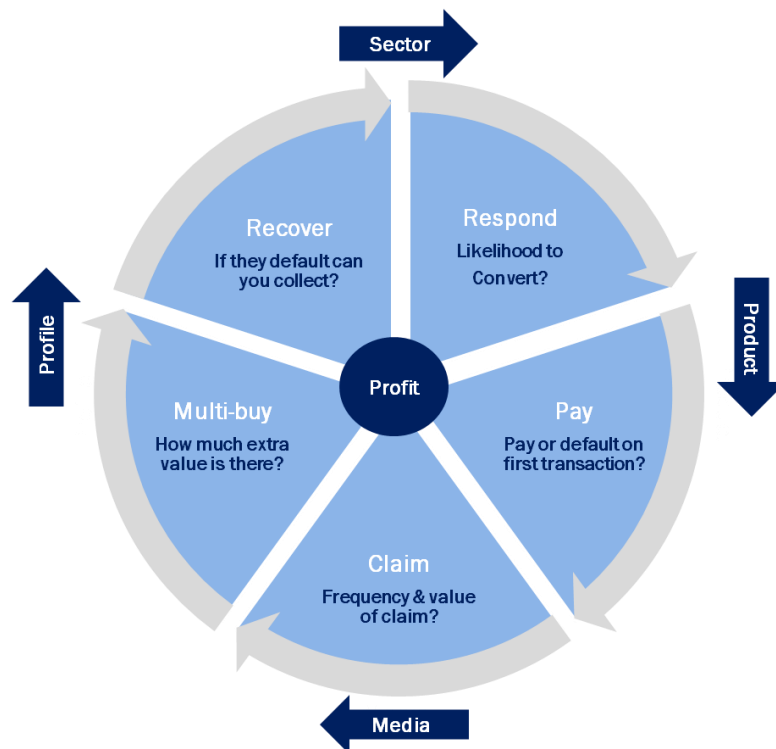 Sector
Recover
If they default can
you collect?
Respond
Likelihood to
Convert?
Profile
Product
Profit
Multi-buy
How much extra
value is there?
Pay
Pay or default on
first transaction?
Claim
Frequency & value
of claim?
Media